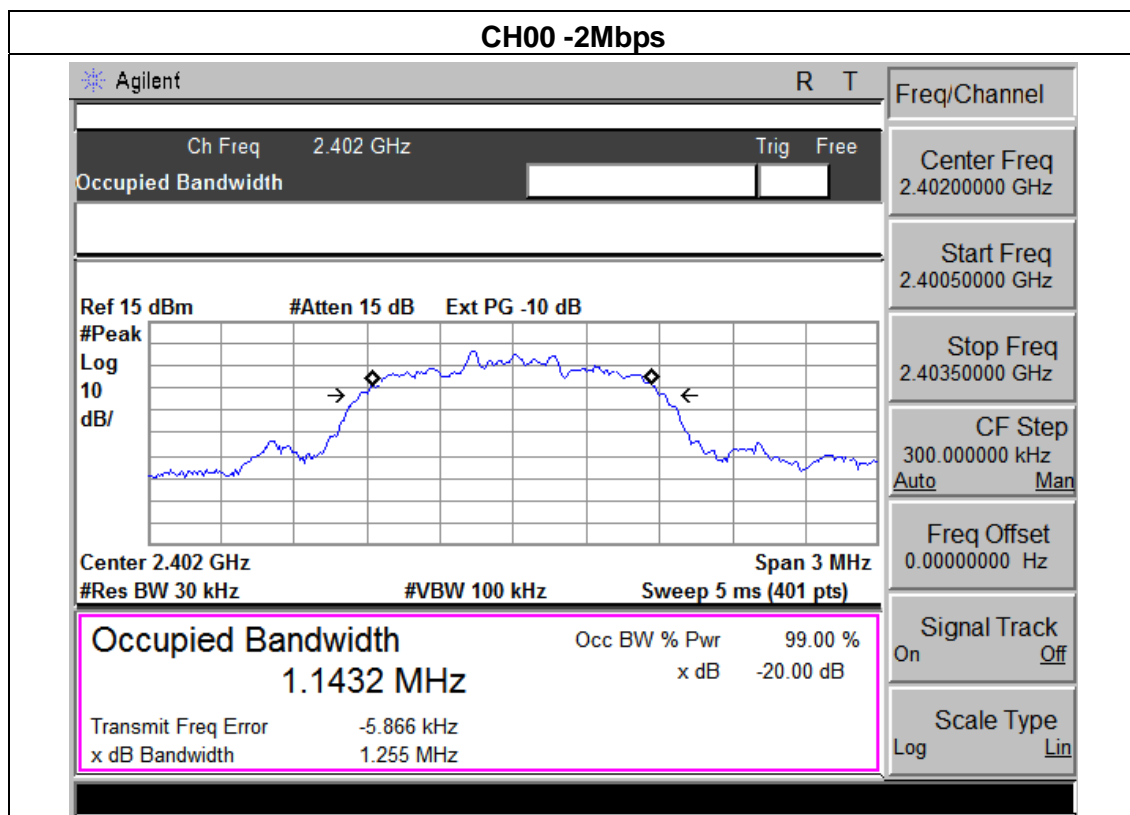 CH00 -2Mbps
Agilent R T
Ch Freq 2.402 GHz Trig Free
Occupied Bandwidth
Ref 15 dBm #Atten 15 dB Ext PG -10 dB
#Peak
Log
10
dB/
Center 2.402 GHz Span 3 MHz
#Res BW 30 kHz #VBW 100 kHz Sweep 5 ms (401 pts)
Occupied Bandwidth
1.1432 MHz
Occ BW % Pwr 99.00 %
x dB -20.00 dB
Transmit Freq Error -5.866 kHz
x dB Bandwidth 1.255 MHz
Freq/Channel
Center Freq
2.40200000 GHz
Start Freq
2.40050000 GHz
Stop Freq
2.40350000 GHz
CF Step
300.000000 kHz
Auto Man
Freq Offset
0.00000000 Hz
Signal Track
On Off
Scale Type
Log Lin